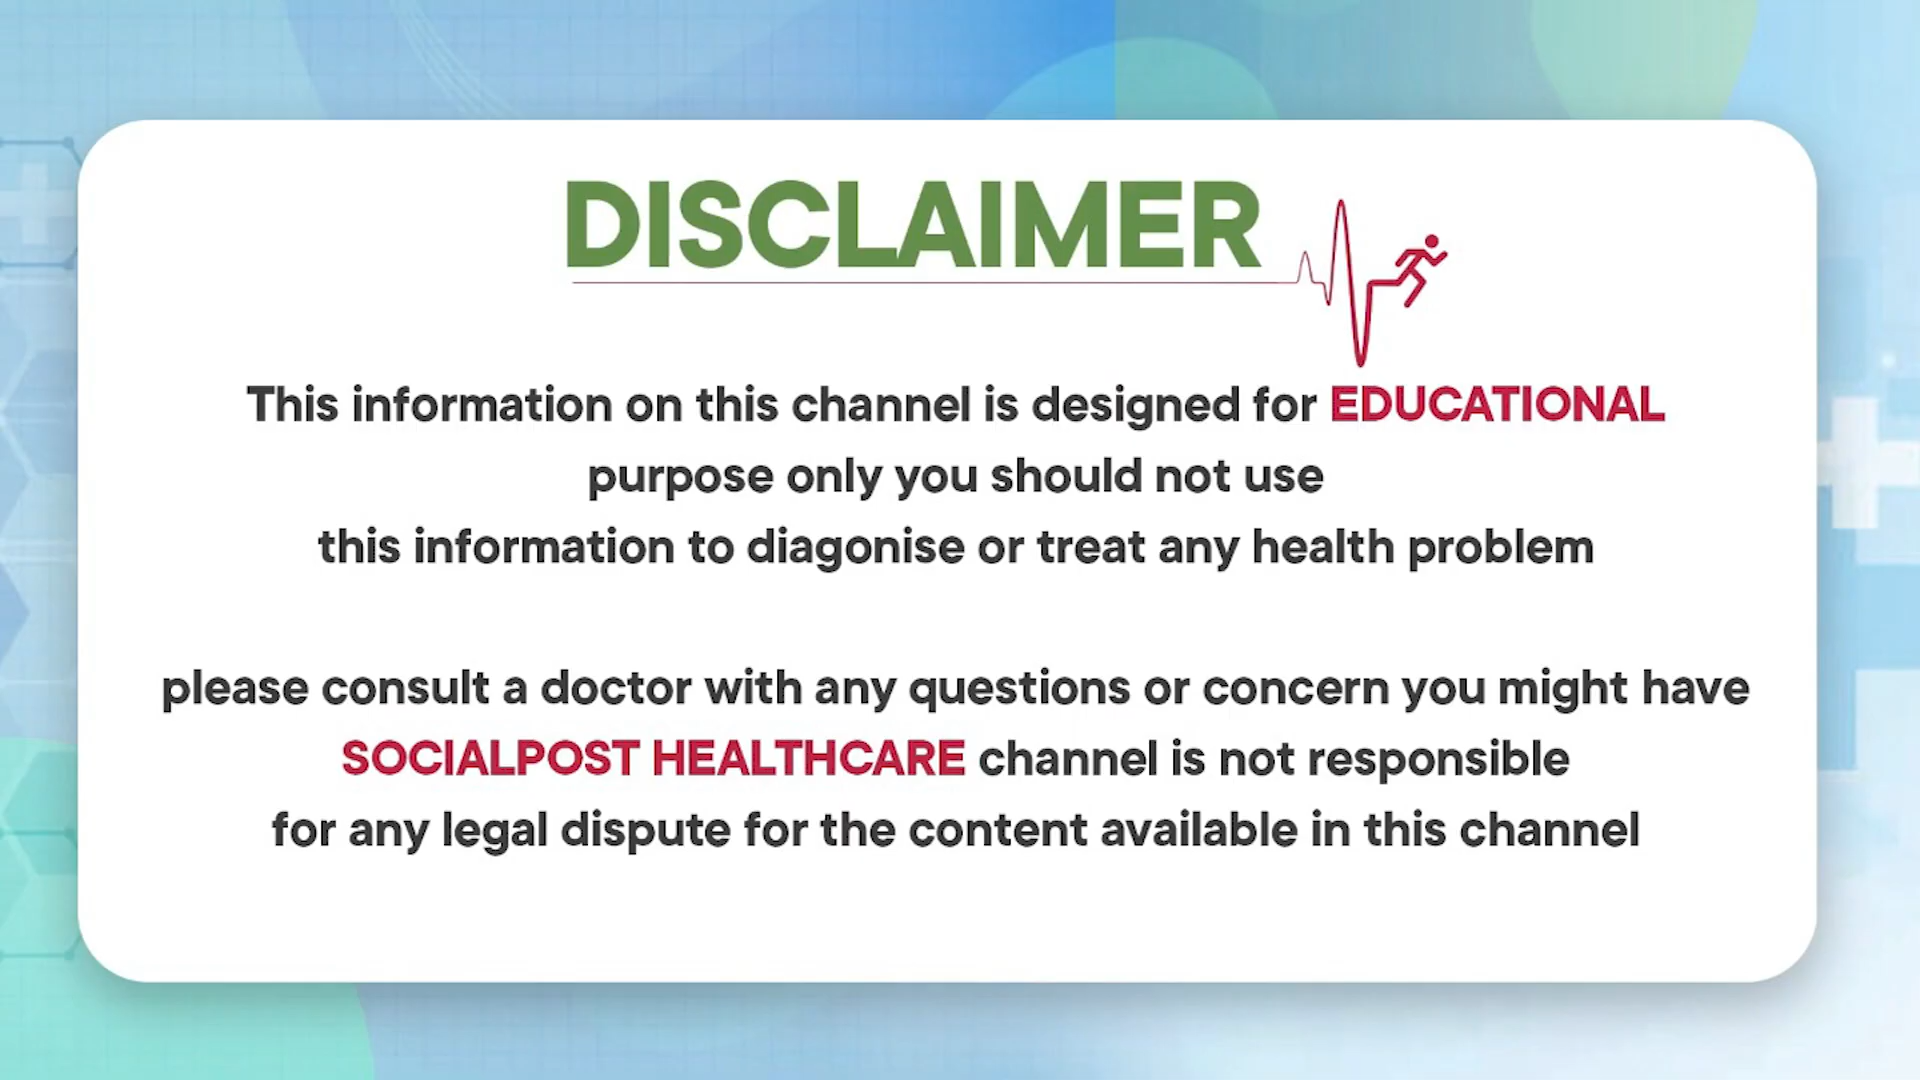 DISCLAIMER
This information on this channel is designed for EDUCATIONAL
purpose only you should not use
this information to diagonise or treat any health problem
please consult a doctor with any questions or concern you might have
SOCIALPOST HEALTHCARE channel is not responsible
for any legal dispute for the content available in this channel